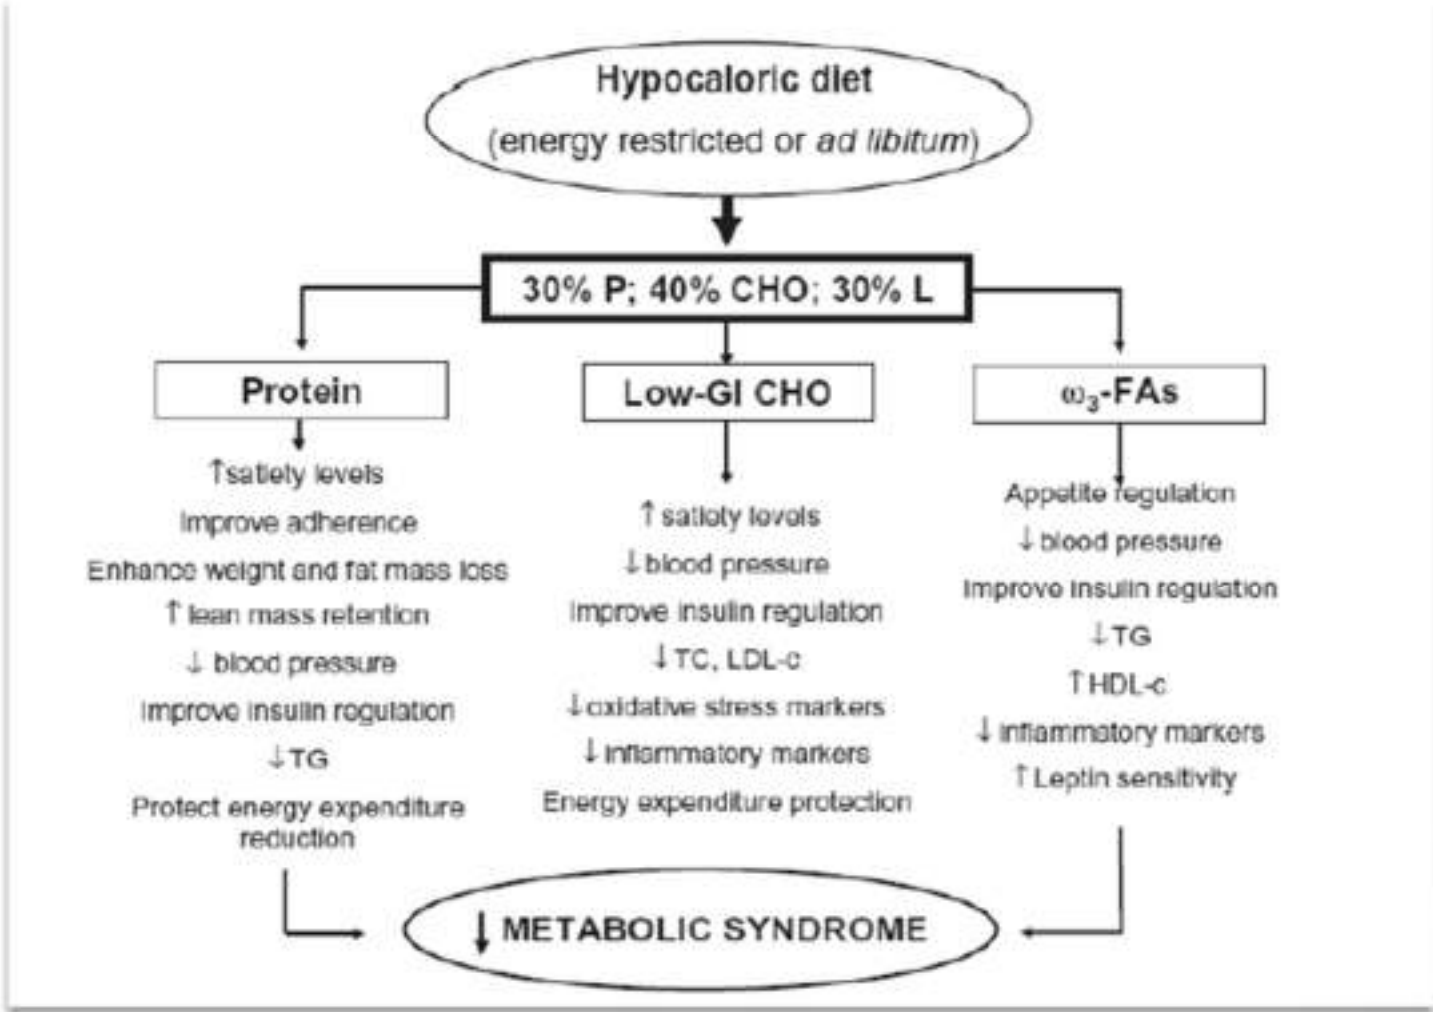 Hypocaloric diet
(energy restricted or ad libitum)
30% P; 40% CHO; 30% L
Protein
↑satiety levels
Improve adherence
Enhance weight and fat mass loss
↑ lean mass retention
↓ blood pressure
Improve insulin regulation
↓TG
Protect energy expenditure
reduction
Low-GI CHO
↑ satiety levels
↓blood pressure
Improve insulin regulation
↓TC, LDL-c
↓oxidative stress markers
↓ inflammatory markers
Energy expenditure protection
ω3-FAs
Appetite regulation
↓blood pressure
Improve insulin regulation
↓TG
↑HDL-c
↓ inflammatory markers
↑Leptin sensitivity
↓ METABOLIC SYNDROME